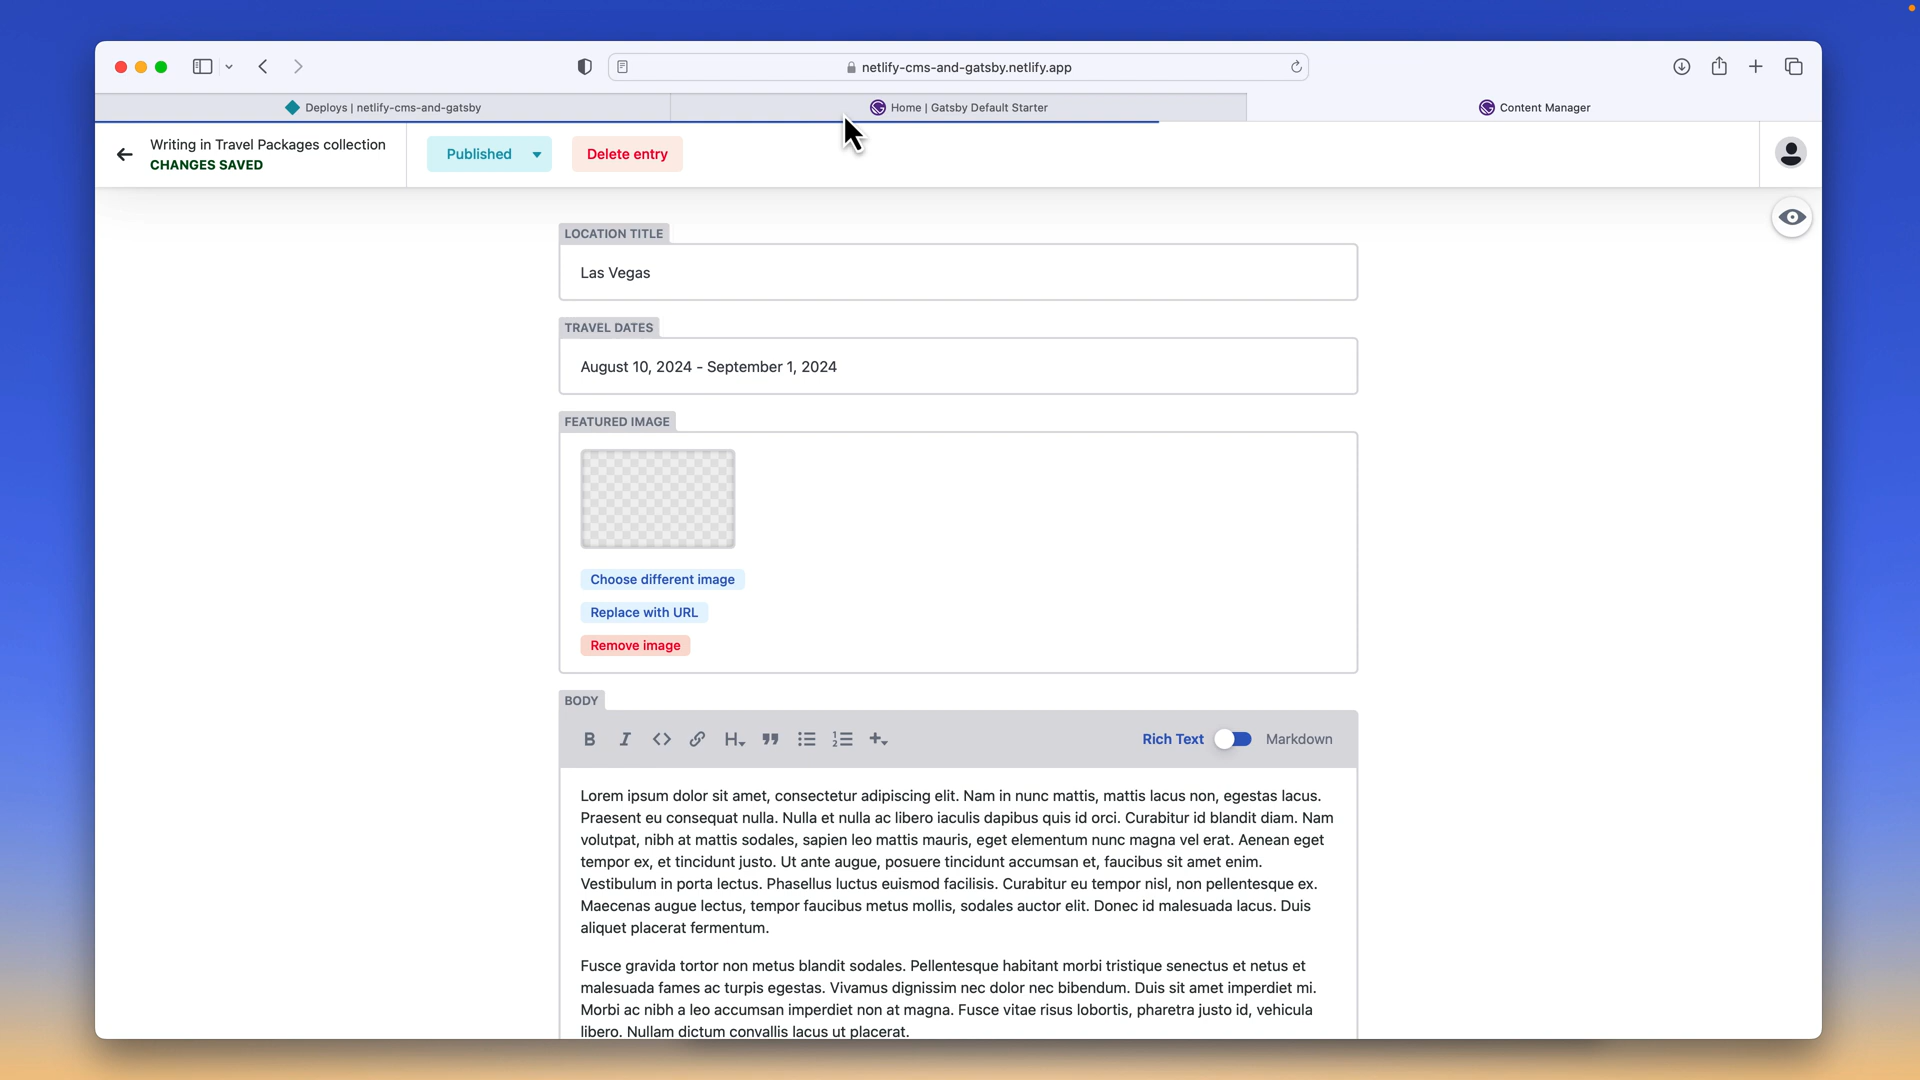 netlify-cms-and-gatsby.netlify.app
Deploys | netlify-cms-and-gatsby
Home | Gatsby Default Starter
Content Manager
Writing in Travel Packages collection
CHANGES SAVED
Published
Delete entry
LOCATION TITLE
Las Vegas
TRAVEL DATES
August 10, 2024 - September 1, 2024
FEATURED IMAGE
Choose different image
Replace with URL
Remove image
BODY
Rich Text
Markdown
Lorem ipsum dolor sit amet, consectetur adipiscing elit. Nam in nunc mattis, mattis lacus non, egestas lacus.
Praesent eu consequat nulla. Nulla et nulla ac libero iaculis dapibus quis id orci. Curabitur id blandit diam. Nam
volutpat, nibh at mattis sodales, sapien leo mattis mauris, eget elementum nunc magna vel erat. Aenean eget
tempor ex, et tincidunt justo. Ut ante augue, posuere tincidunt accumsan et, faucibus sit amet enim.
Vestibulum in porta lectus. Phasellus luctus euismod facilisis. Curabitur eu tempor nisl, non pellentesque ex.
Maecenas augue lectus, tempor faucibus metus mollis, sodales auctor elit. Donec id malesuada lacus. Duis
aliquet placerat fermentum.
Fusce gravida tortor non metus blandit sodales. Pellentesque habitant morbi tristique senectus et netus et
malesuada fames ac turpis egestas. Vivamus dignissim nec dolor nec bibendum. Duis sit amet imperdiet mi.
Morbi ac nibh a leo accumsan imperdiet non at magna. Fusce vitae risus lobortis, pharetra justo id, vehicula
libero. Nullam dictum convallis lacus ut placerat.